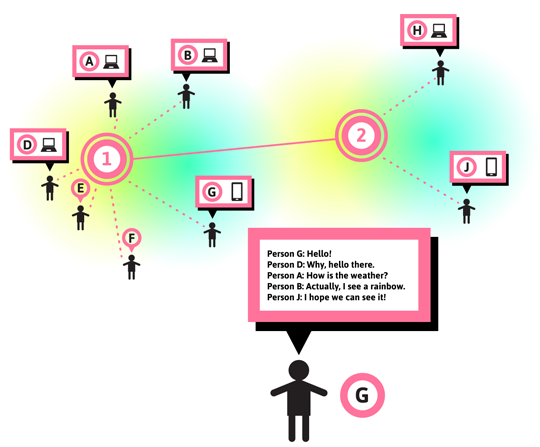 H
B
A
2
D
1
J
E
G
F
Person G: Hello!
Person D: Why, hello there.
Person A: How is the weather?
Person B: Actually, I see a rainbow.
Person J: I hope we can see it!
G